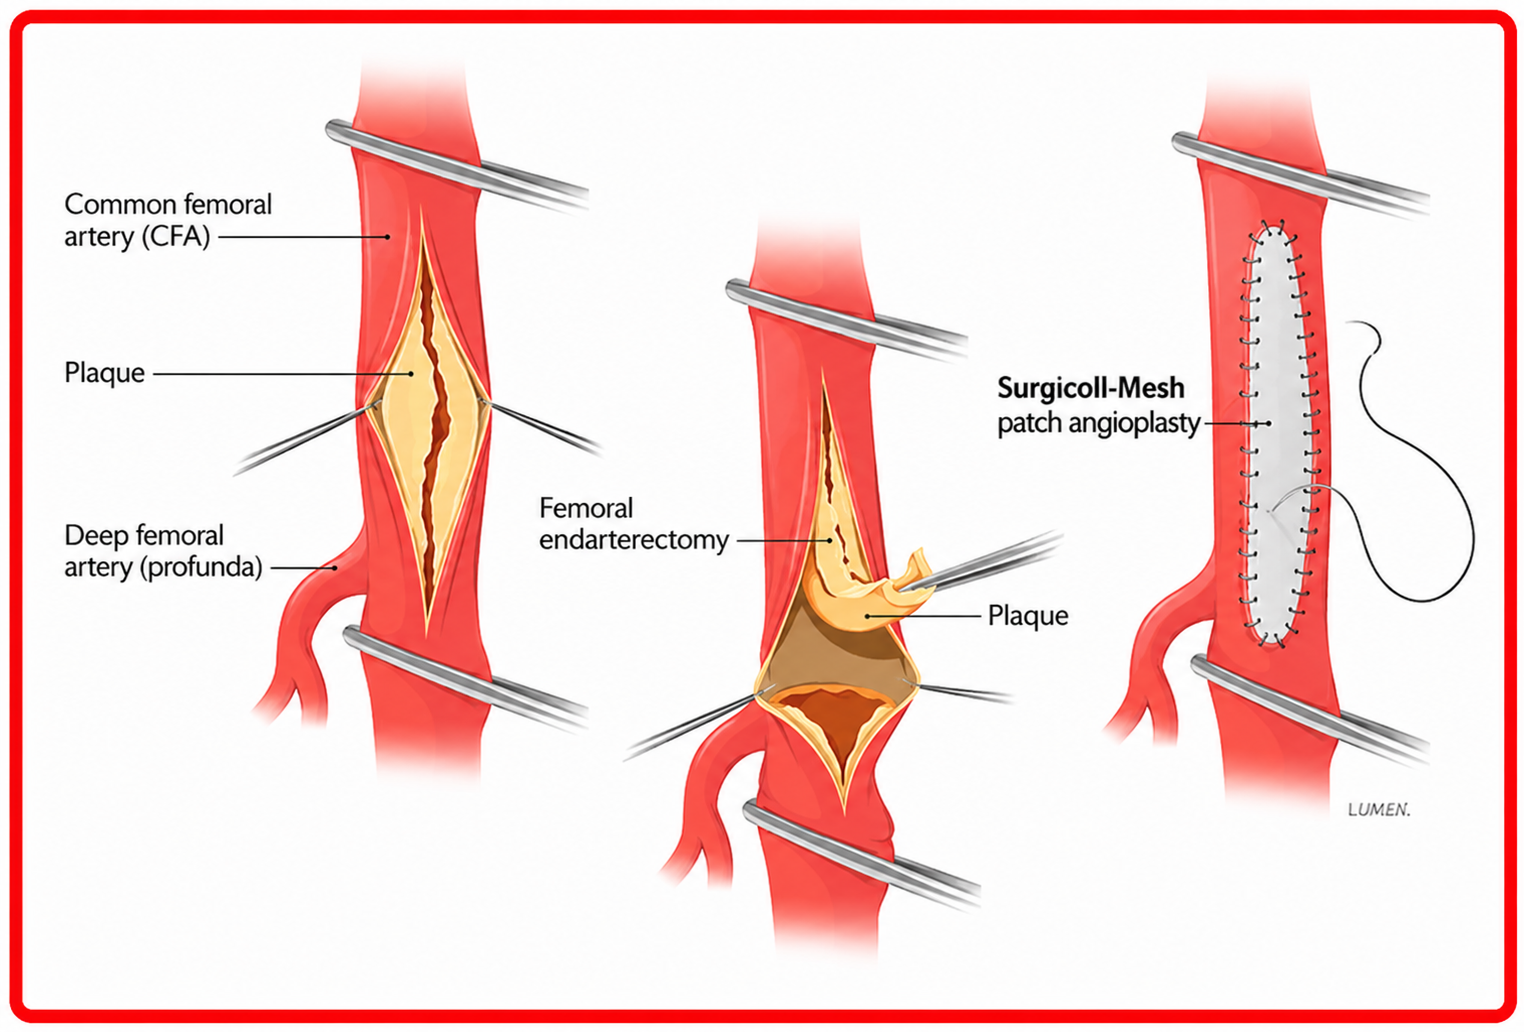 Common femoral
artery (CFA)
Plaque
Deep femoral
artery (profunda)
Femoral
endarterectomy
Plaque
Surgicoll-Mesh
patch angioplasty
LUMEN.